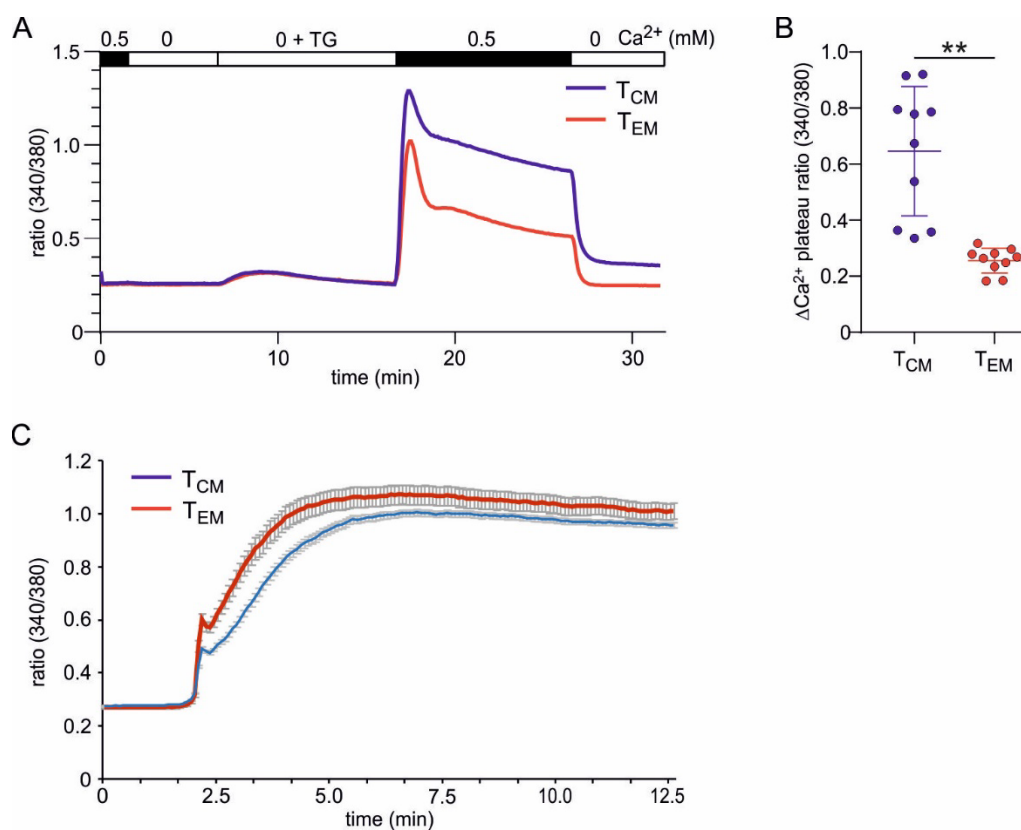 A
0.5 0 0 + TG 0.5 0 Ca²⁺ (mM)
1.5
1.0
0.5
0
ratio (340/380)
T_CM
T_EM
0 10 20 30
time (min)
B
**
1.0
0.8
0.6
0.4
0.2
0
ΔCa²⁺ plateau ratio (340/380)
T_CM T_EM
C
1.2
1.0
0.8
0.6
0.4
0.2
0
ratio (340/380)
T_CM
T_EM
0 2.5 5.0 7.5 10.0 12.5
time (min)